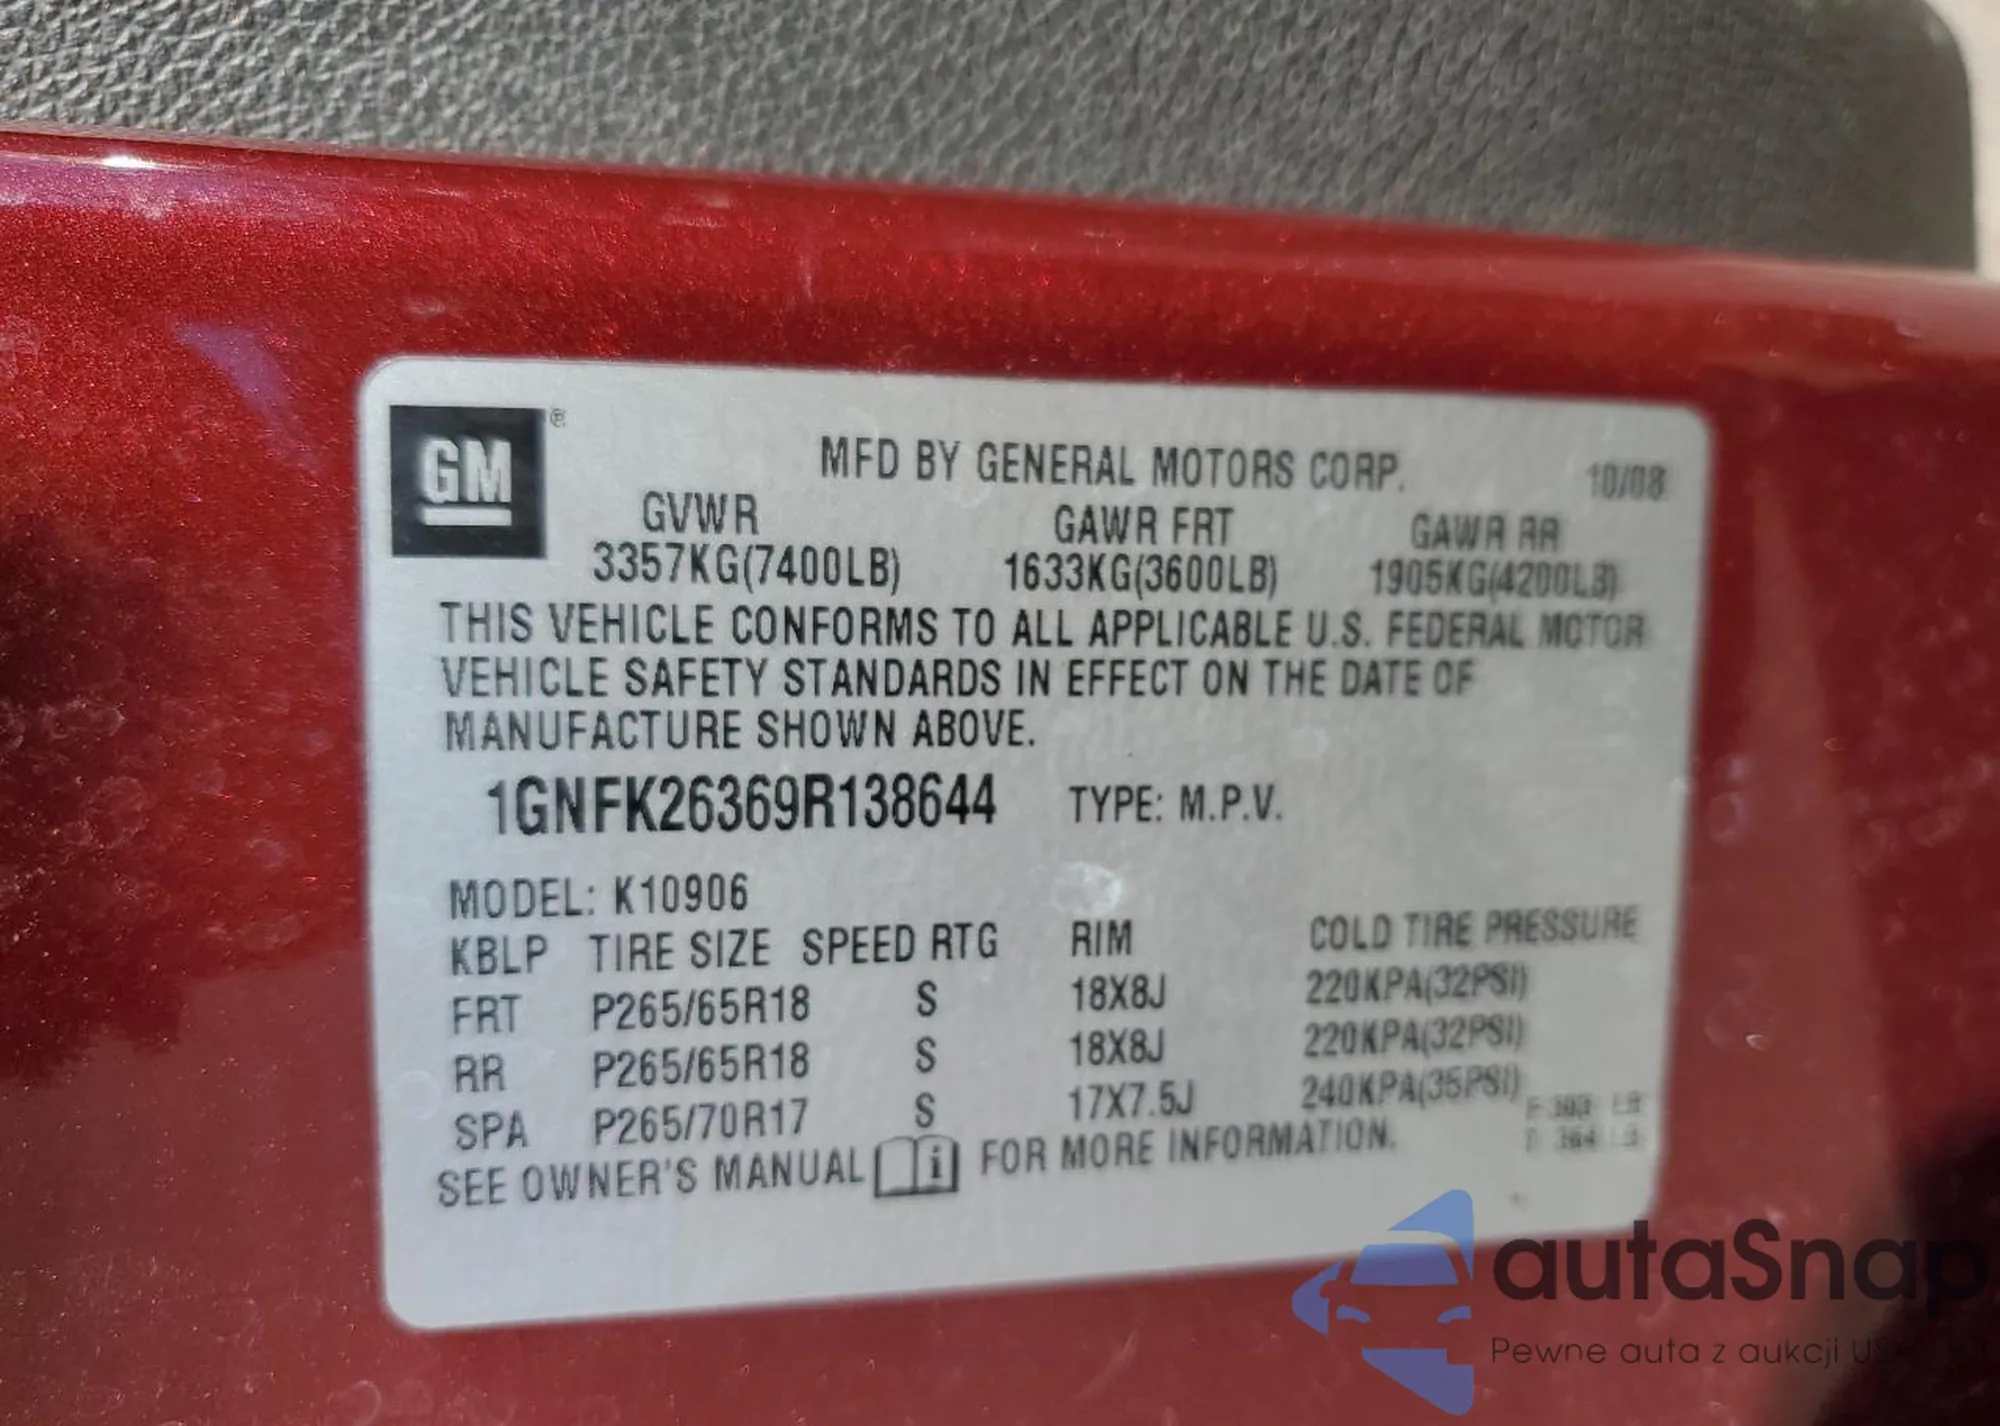 GM®
MFD BY GENERAL MOTORS CORP. 10/08
GVWR GAWR FRT GAWR RR
3357KG(7400LB) 1633KG(3600LB) 1905KG(4200LB)
THIS VEHICLE CONFORMS TO ALL APPLICABLE U.S. FEDERAL MOTOR
VEHICLE SAFETY STANDARDS IN EFFECT ON THE DATE OF
MANUFACTURE SHOWN ABOVE.
1GNFK26369R138644 TYPE: M.P.V.
MODEL: K10906
KBLP TIRE SIZE SPEED RTG RIM COLD TIRE PRESSURE
FRT P265/65R18 S 18X8J 220KPA(32PSI)
RR P265/65R18 S 18X8J 220KPA(32PSI)
SPA P265/70R17 S 17X7.5J 240KPA(35PSI)
SEE OWNER'S MANUAL i FOR MORE INFORMATION.
autaSnap
Pewne auta z aukcji